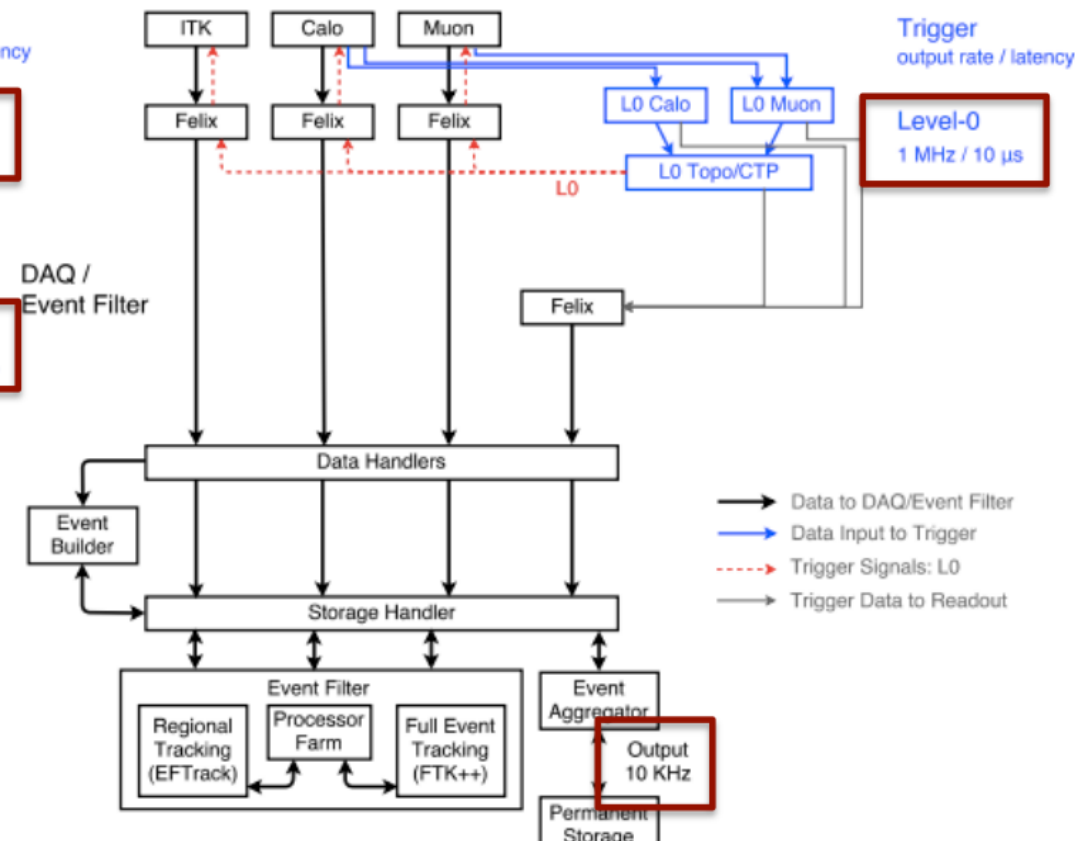 ITK
Calo
Muon
Trigger
output rate / latency
ncy
Felix
Felix
Felix
L0 Calo
L0 Muon
Level-0
1 MHz / 10 µs
L0 Topo/CTP
L0
DAQ /
Event Filter
Felix
Data Handlers
Event
Builder
Storage Handler
Data to DAQ/Event Filter
Data Input to Trigger
Trigger Signals: L0
Trigger Data to Readout
Event Filter
Regional
Tracking
(EFTrack)
Processor
Farm
Full Event
Tracking
(FTK++)
Event
Aggregator
Output
10 KHz
Permanent
Storage